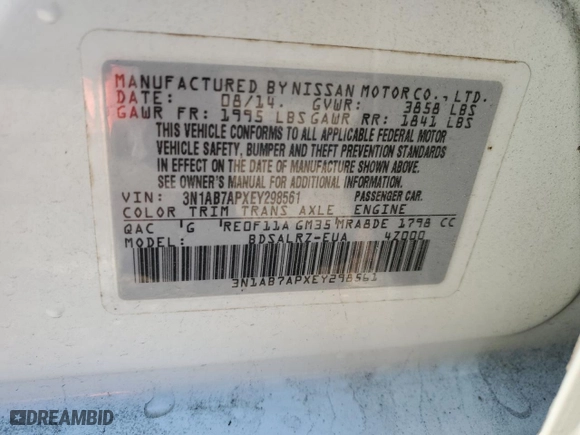 MANUFACTURED BY NISSAN MOTOR CO., LTD.
DATE: 08/14. GVWR: 3858 LBS
GAWR FR: 1995 LBS GAWR RR: 1841 LBS
THIS VEHICLE CONFORMS TO ALL APPLICABLE FEDERAL MOTOR
VEHICLE SAFETY, BUMPER AND THEFT PREVENTION STANDARDS
IN EFFECT ON THE DATE OF MANUFACTURE SHOWN ABOVE.
SEE OWNER'S MANUAL FOR ADDITIONAL INFORMATION.
VIN: 3N1AB7APXEY298561 PASSENGER CAR.
COLOR TRIM TRANS AXLE ENGINE
QAC G RE0F11A GM35 MRA8DE 1798 CC
MODEL: BDSALRZ-EUA 4Z000
3N1AB7APXEY298561
DREAMBID